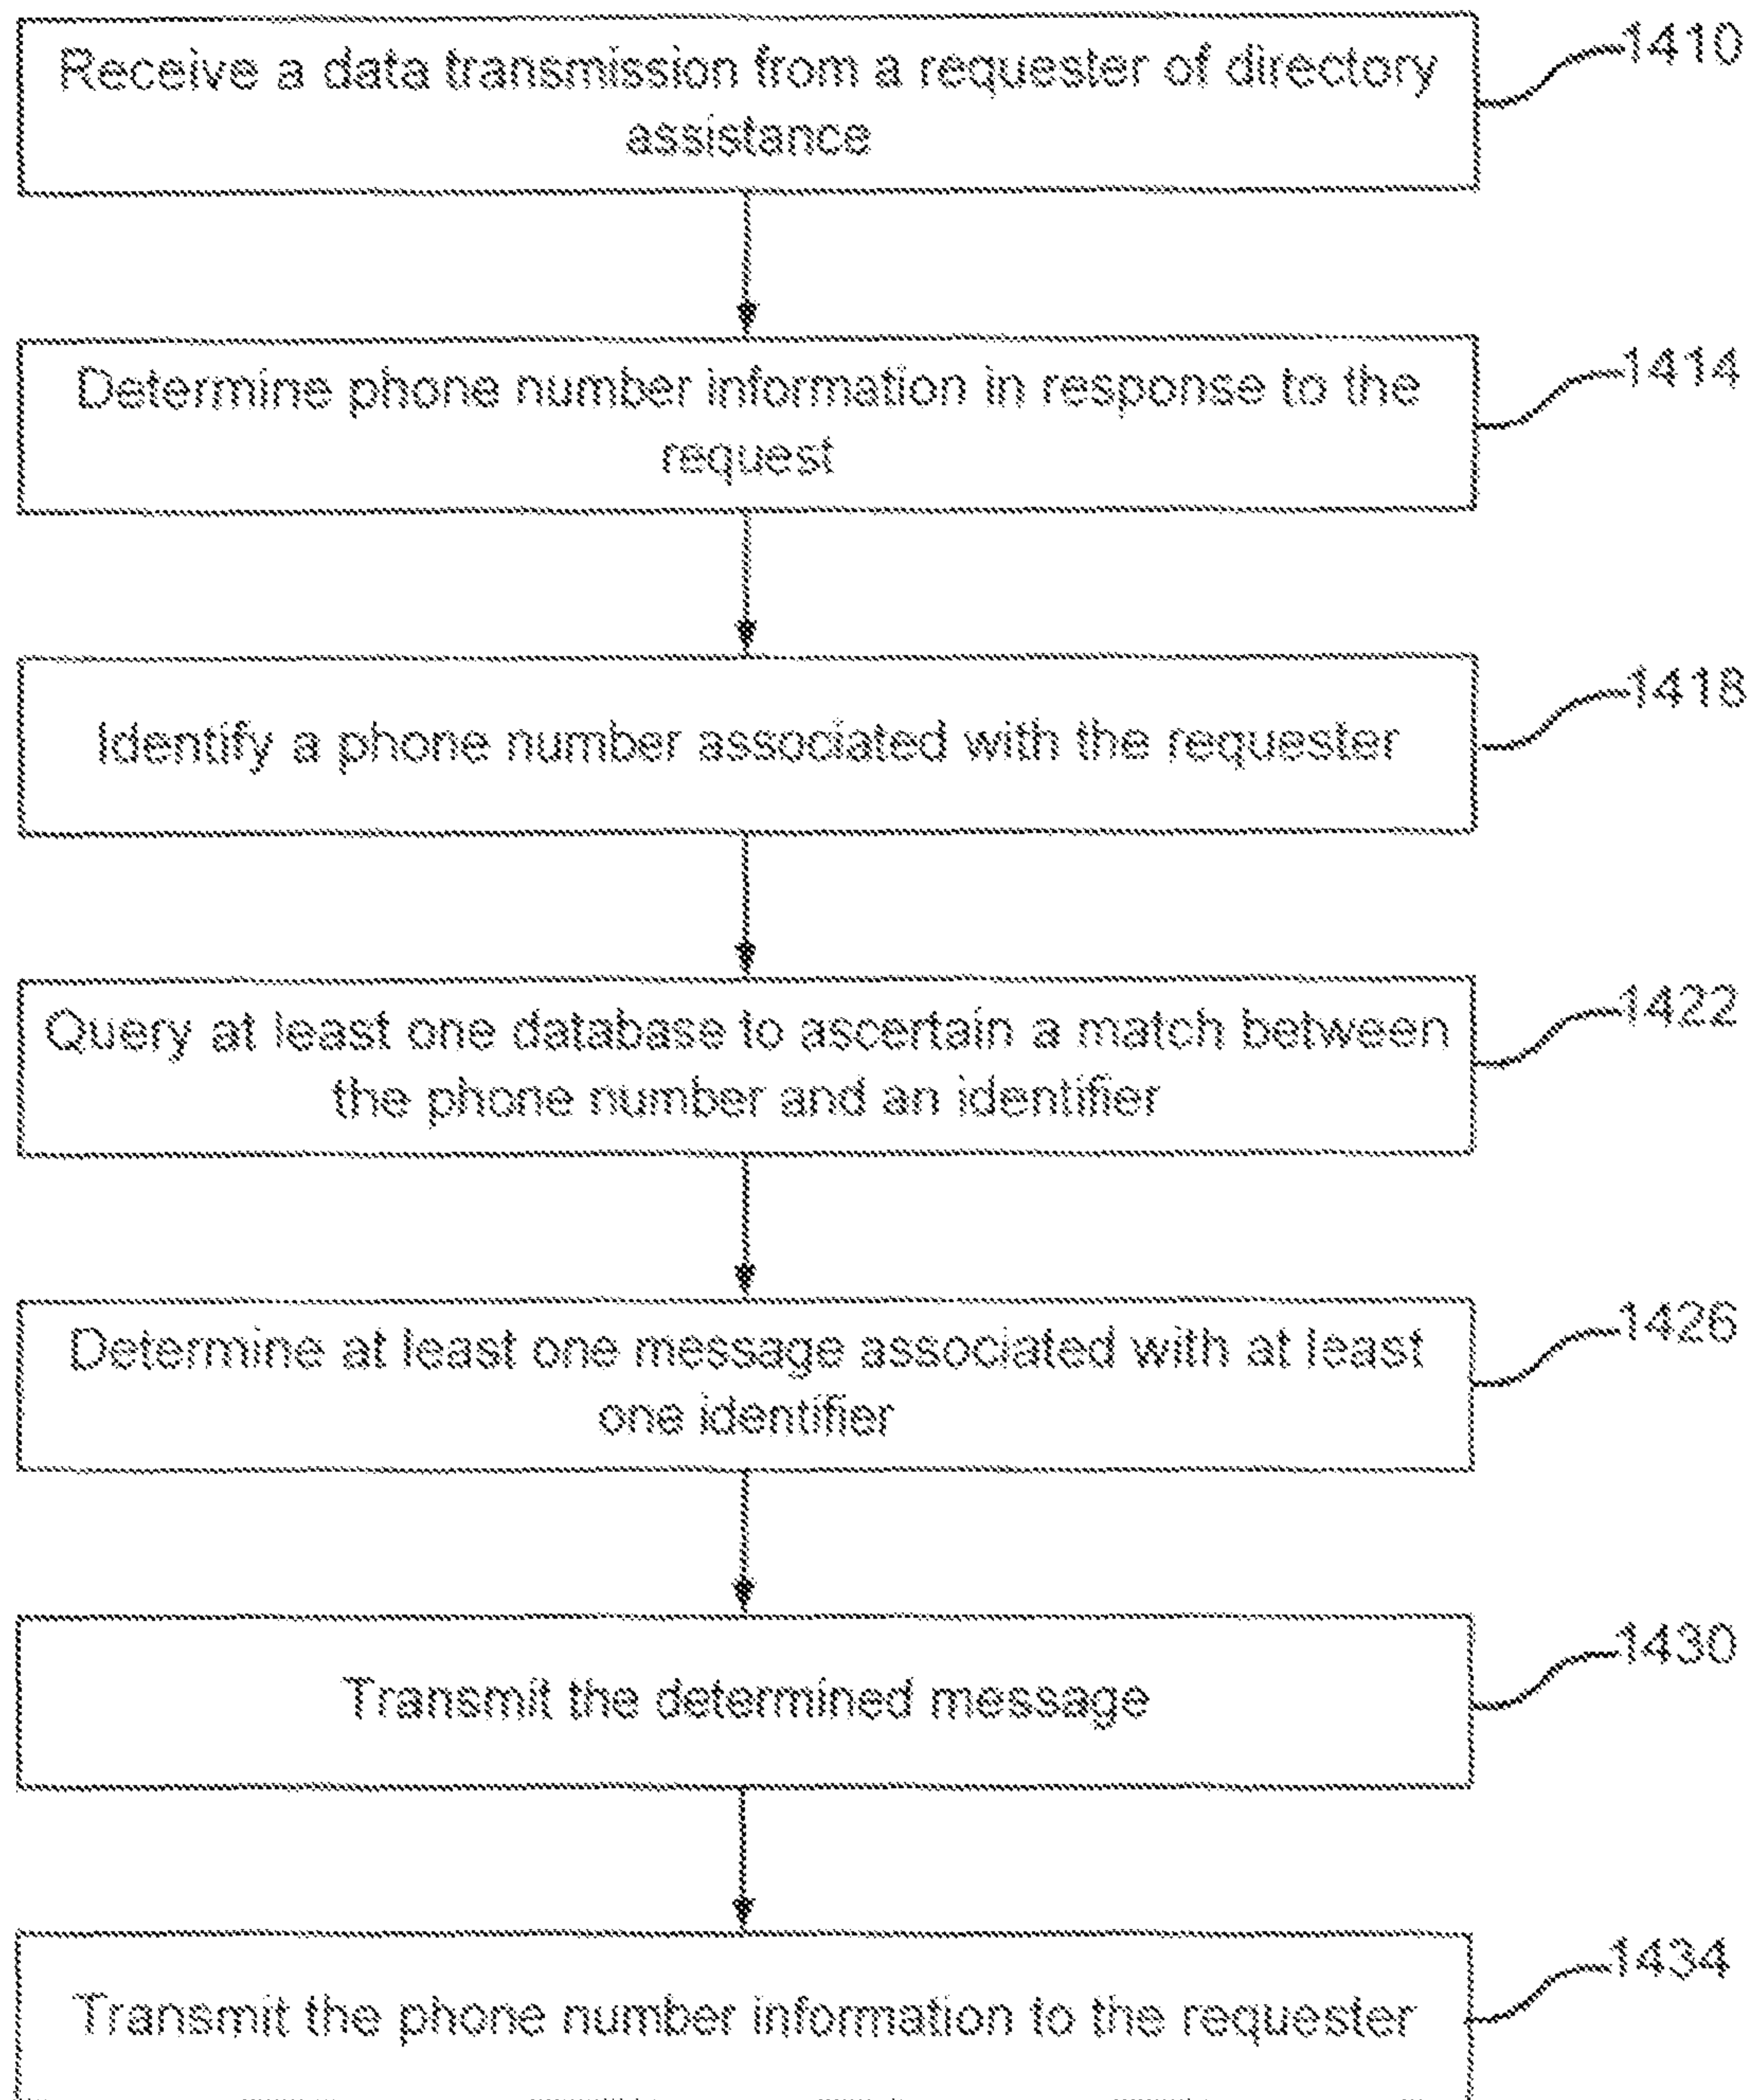 Receive a data transmission from a requester of directory
assistance
1410
Determine phone number information in response to the
request
1414
Identify a phone number associated with the requester
1418
Query at least one database to ascertain a match between
the phone number and an identifier
1422
Determine at least one message associated with at least
one identifier
1426
Transmit the determined message
1430
Transmit the phone number information to the requester
1434